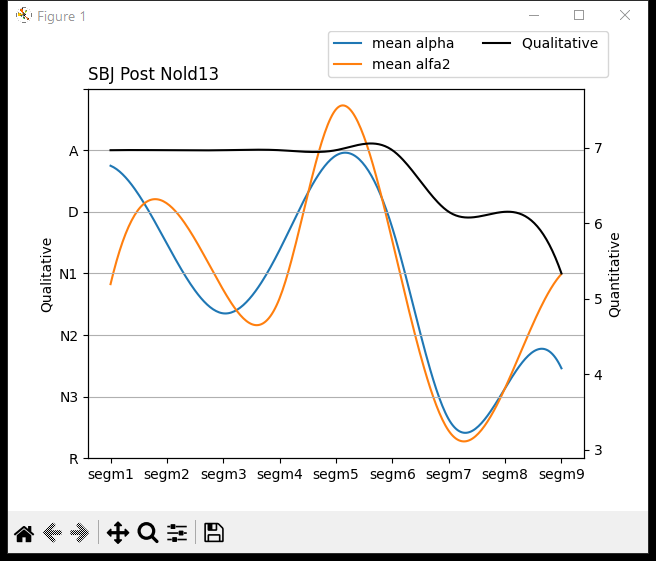 Figure 1
mean alpha
mean alfa2
Qualitative
SBJ Post Nold13
A
D
N1
N2
N3
R
Qualitative
7
6
5
4
3
Quantitative
segm1 segm2 segm3 segm4 segm5 segm6 segm7 segm8 segm9